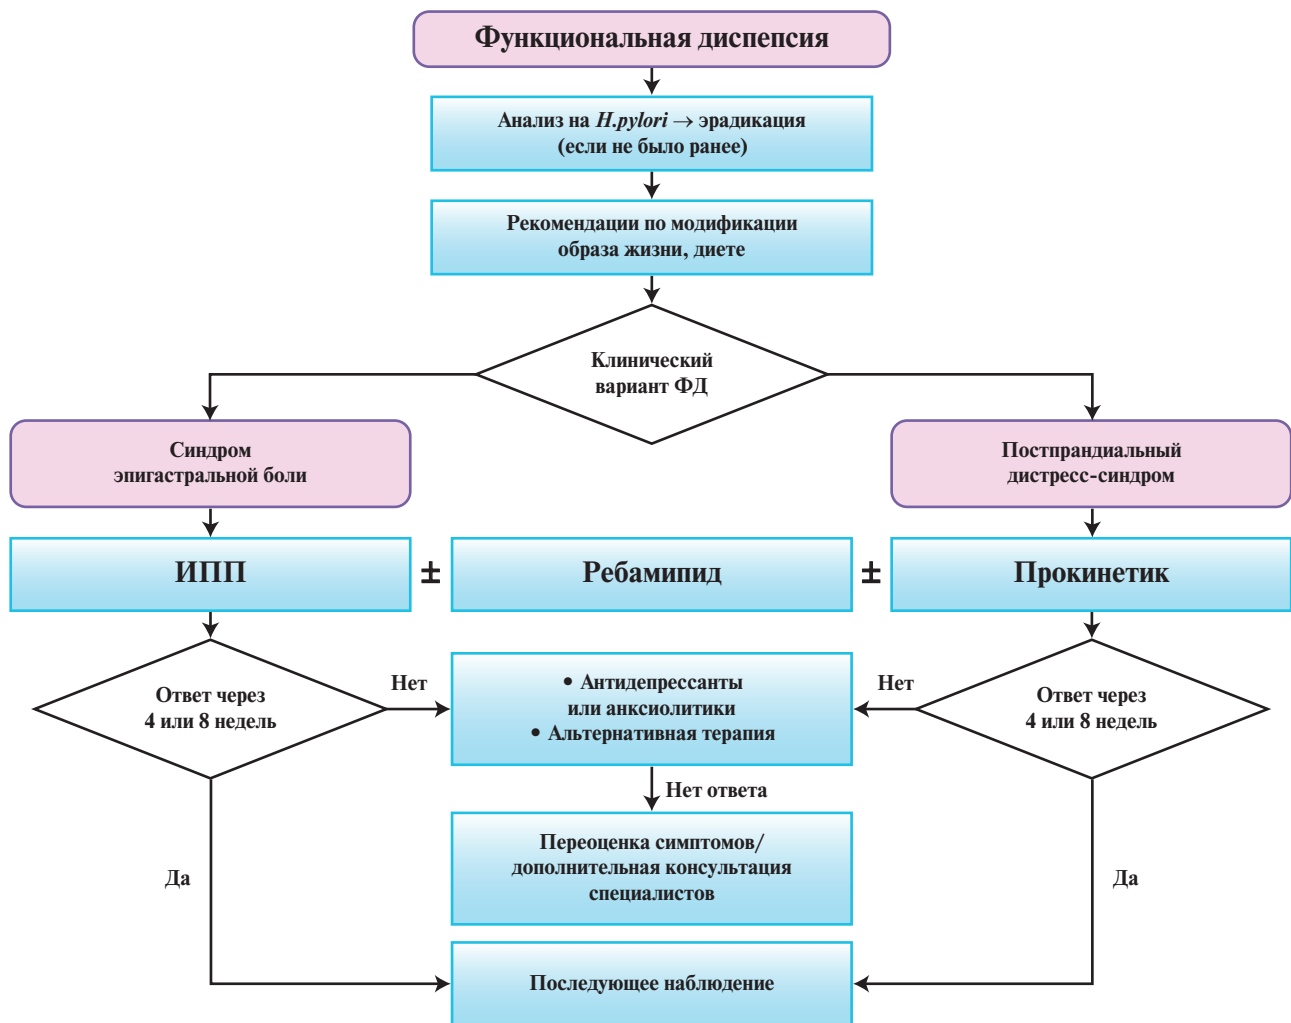 Функциональная диспепсия
Анализ на H.pylori → эрадикация
(если не было ранее)
Рекомендации по модификации
образа жизни, диете
Клинический
вариант ФД
Синдром
эпигастральной боли
Постпрандиальный
дистресс-синдром
ИПП ± Ребамипид ± Прокинетик
Ответ через
4 или 8 недель
Нет
• Антидепрессанты
или анксиолитики
• Альтернативная терапия
Нет
Ответ через
4 или 8 недель
Нет ответа
Переоценка симптомов/
дополнительная консультация
специалистов
Да
Да
Последующее наблюдение